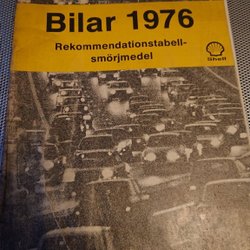 Bilar 1976
Rekommendationstabell-
smörjmedel
Shell